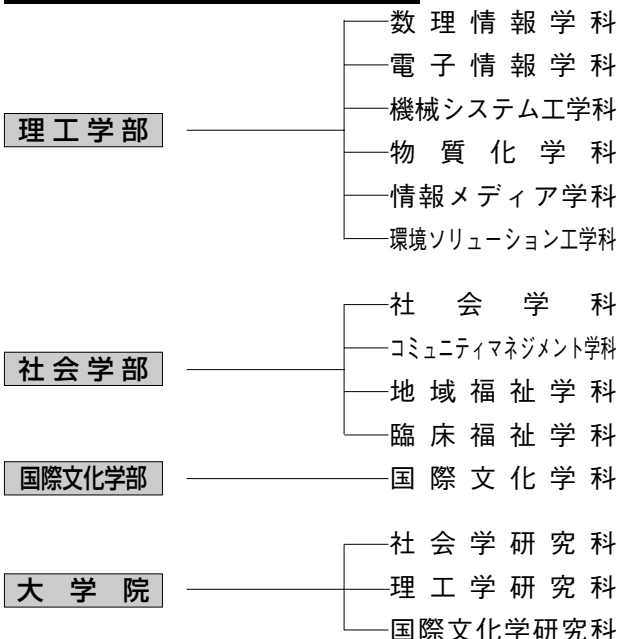 理工学部
数理情報学科
電子情報学科
機械システム工学科
物質化学科
情報メディア学科
環境ソリューション工学科
社会学部
社会学科
コミュニティマネジメント学科
地域福祉学科
臨床福祉学科
国際文化学部
国際文化学科
大学院
社会学研究科
理工学研究科
国際文化学研究科